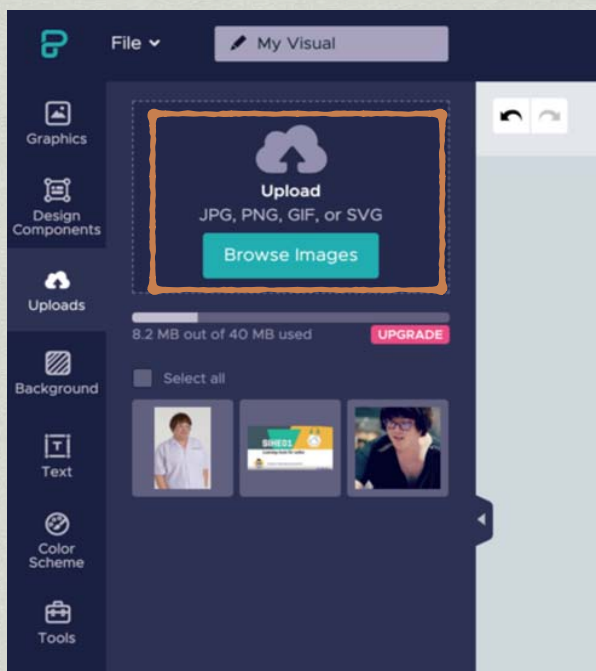 File
My Visual
Graphics
Design
Components
Uploads
Background
Text
Color
Scheme
Tools
Upload
JPG, PNG, GIF, or SVG
Browse Images
8.2 MB out of 40 MB used
UPGRADE
Select all
SIHE01